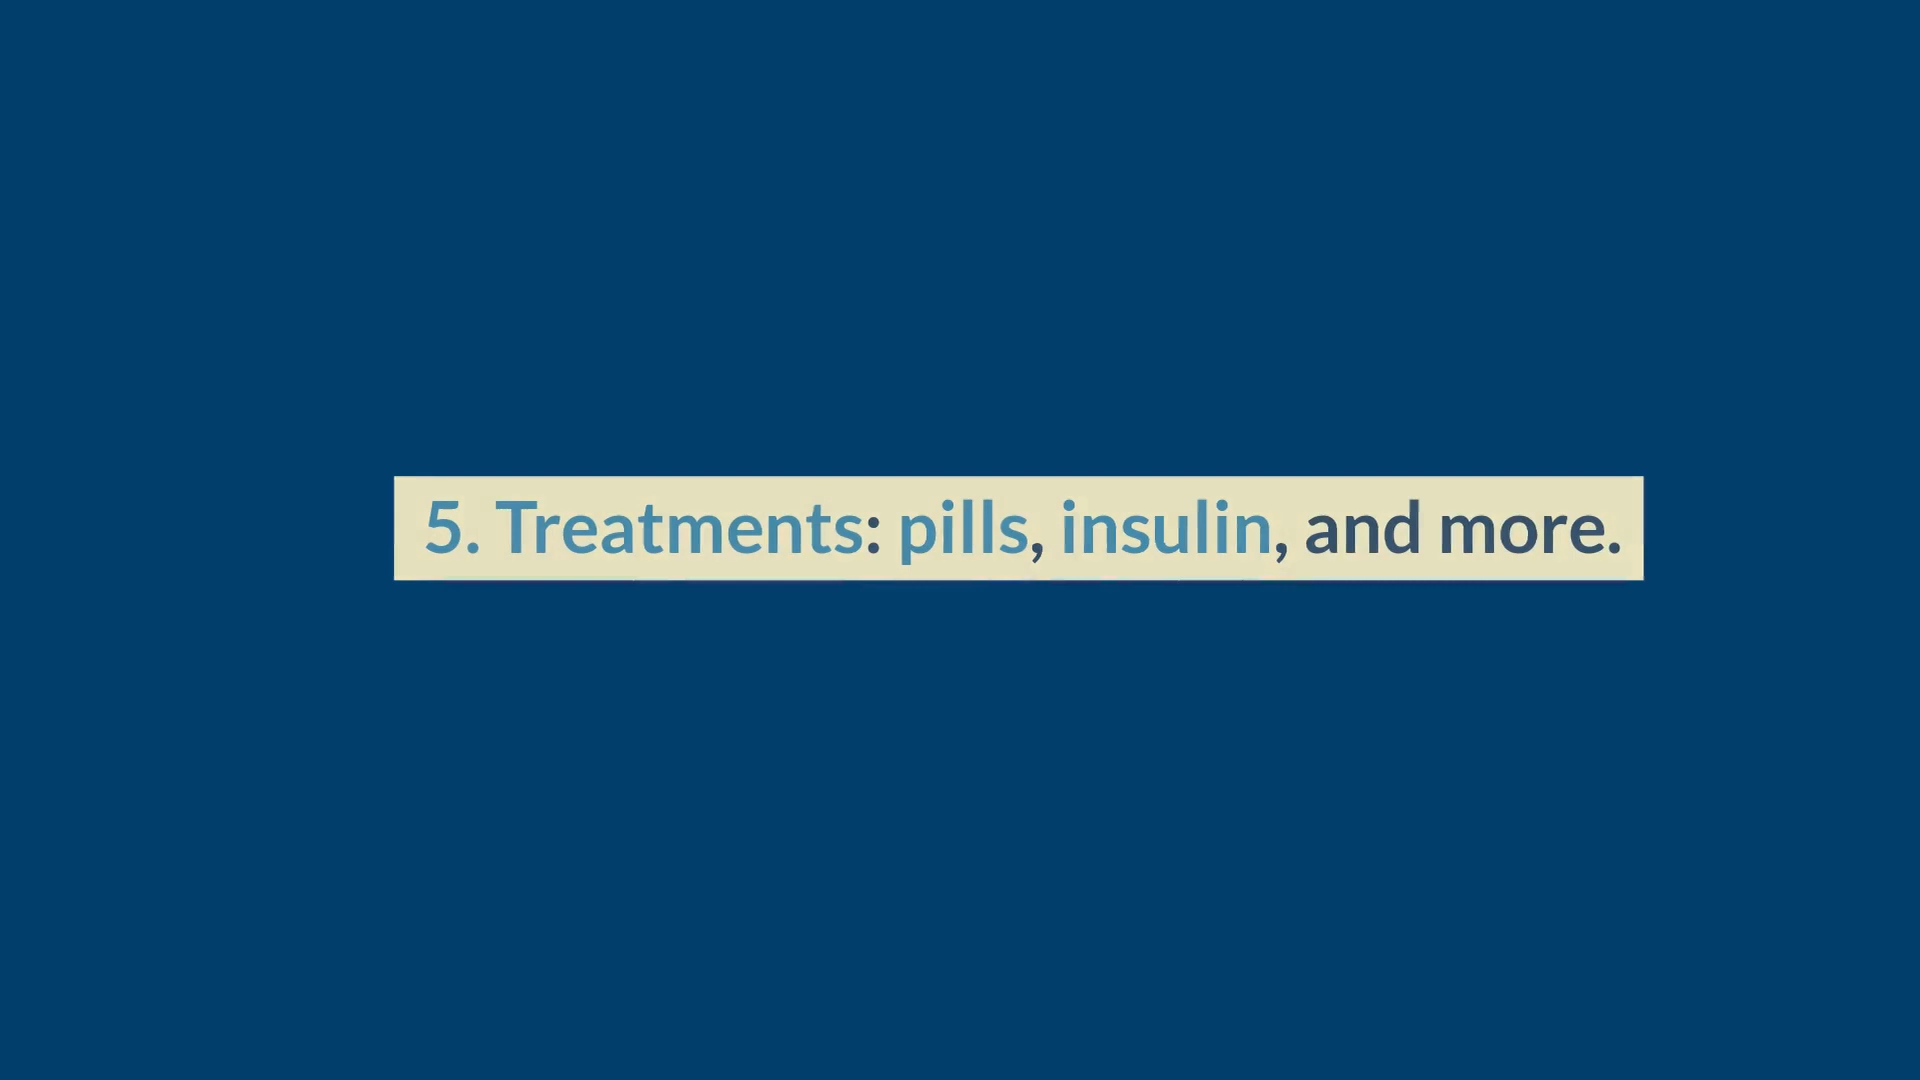 5. Treatments: pills, insulin, and more.